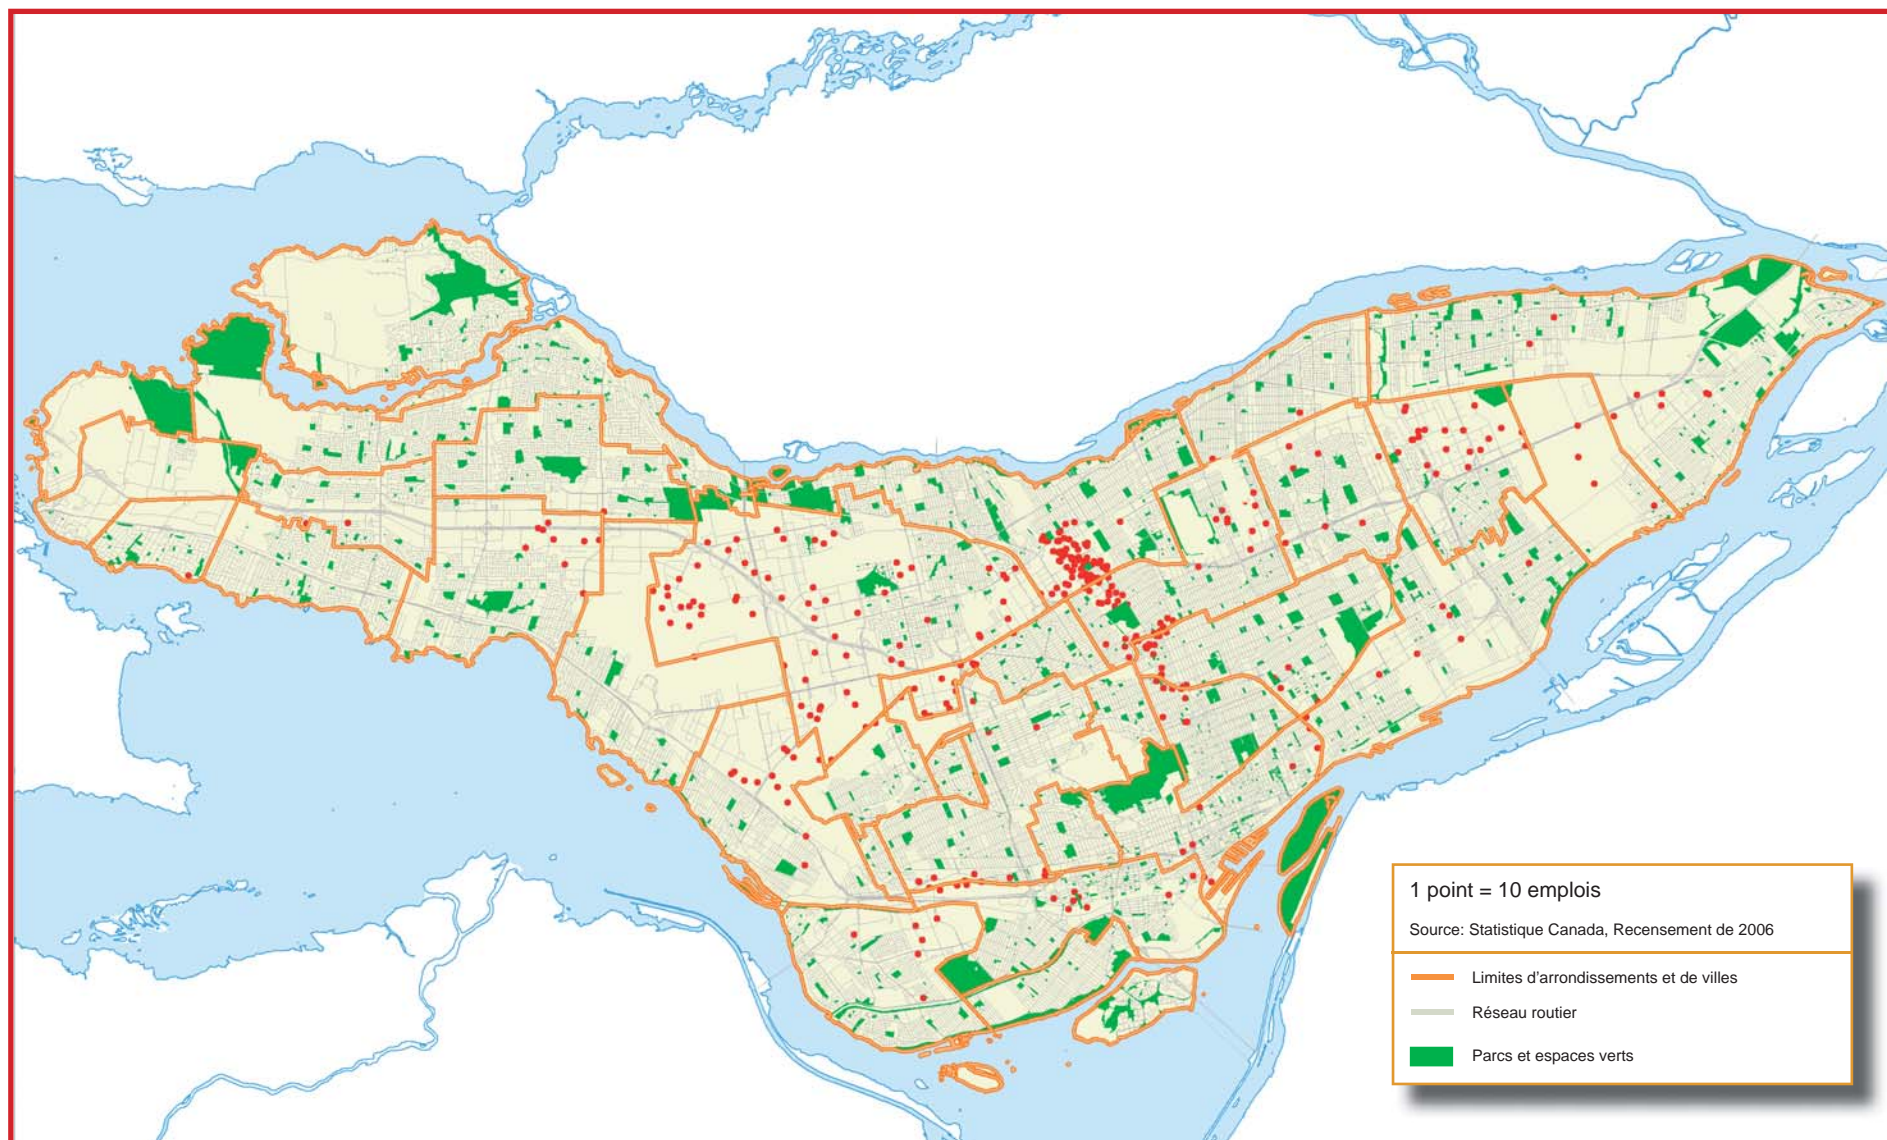 1 point = 10 emplois
Source: Statistique Canada, Recensement de 2006
Limites d'arrondissements et de villes
Réseau routier
Parcs et espaces verts